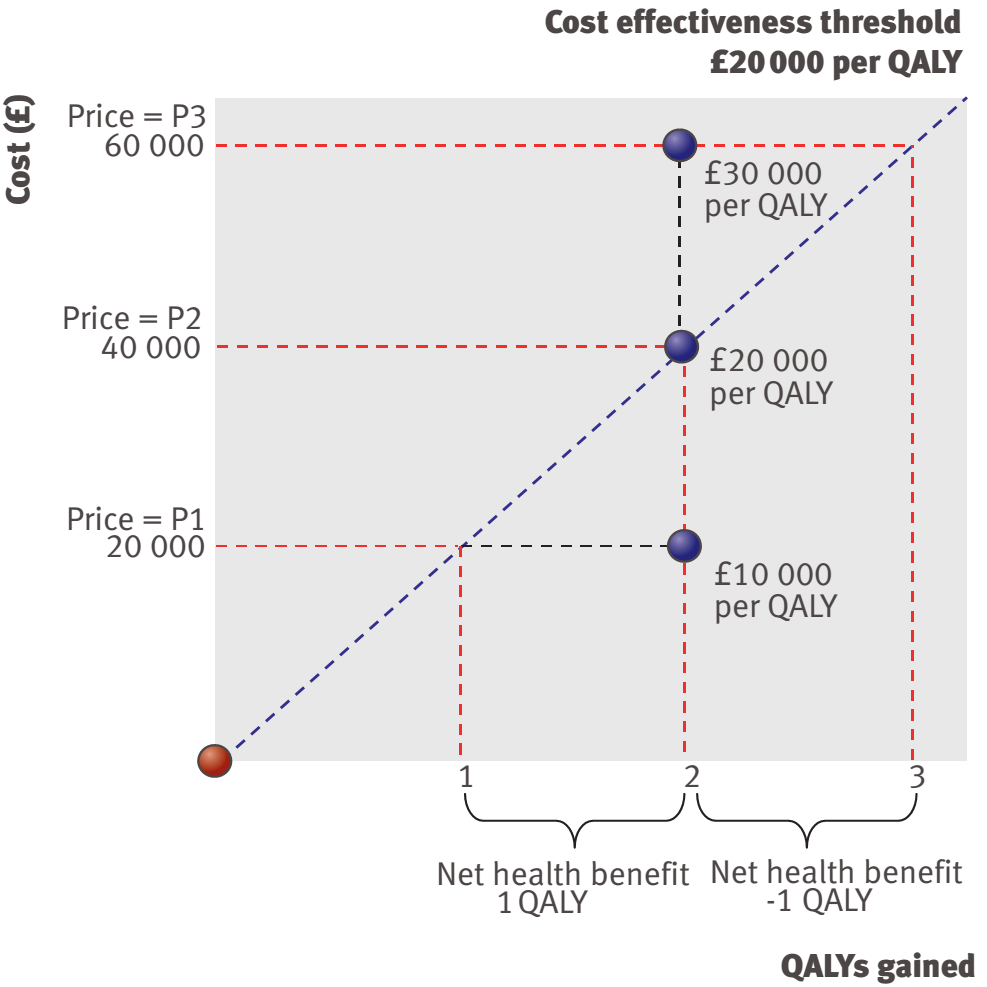 Cost effectiveness threshold
£20 000 per QALY
Cost (£)
Price = P3
60 000
£30 000
per QALY
Price = P2
40 000
£20 000
per QALY
Price = P1
20 000
£10 000
per QALY
1
2
3
Net health benefit
1 QALY
Net health benefit
-1 QALY
QALYs gained